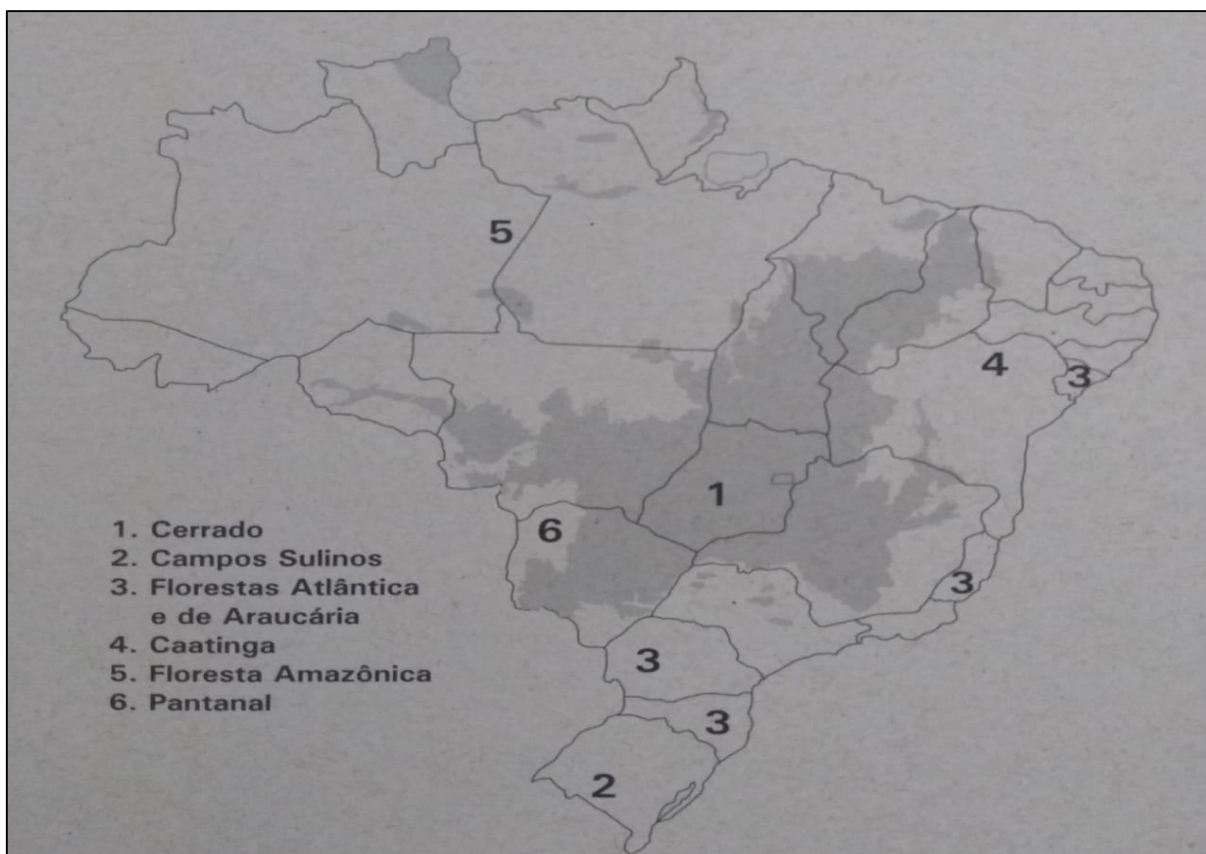 5
4
3
1
6
3
3
3
2
1. Cerrado
2. Campos Sulinos
3. Florestas Atlântica
e de Araucária
4. Caatinga
5. Floresta Amazônica
6. Pantanal